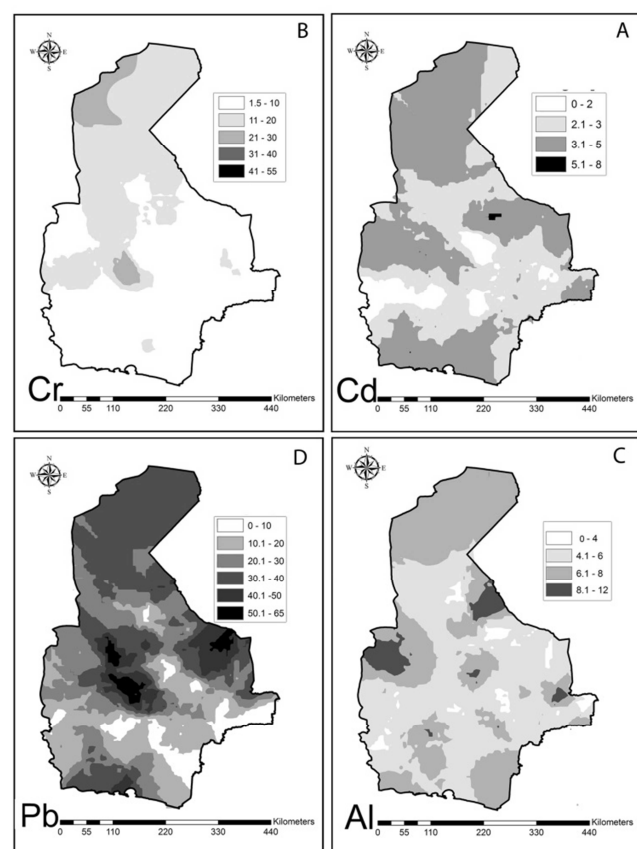 B
N
W E
S
1.5 - 10
11 - 20
21 - 30
31 - 40
41 - 55
Cr
Kilometers
0 55 110 220 330 440
A
N
W E
S
0 - 2
2.1 - 3
3.1 - 5
5.1 - 8
Cd
Kilometers
0 55 110 220 330 440
D
N
W E
S
0 - 10
10.1 - 20
20.1 - 30
30.1 - 40
40.1 -50
50.1 - 65
Pb
Kilometers
0 55 110 220 330 440
C
N
W E
S
0 - 4
4.1 - 6
6.1 - 8
8.1 - 12
Al
Kilometers
0 55 110 220 330 440